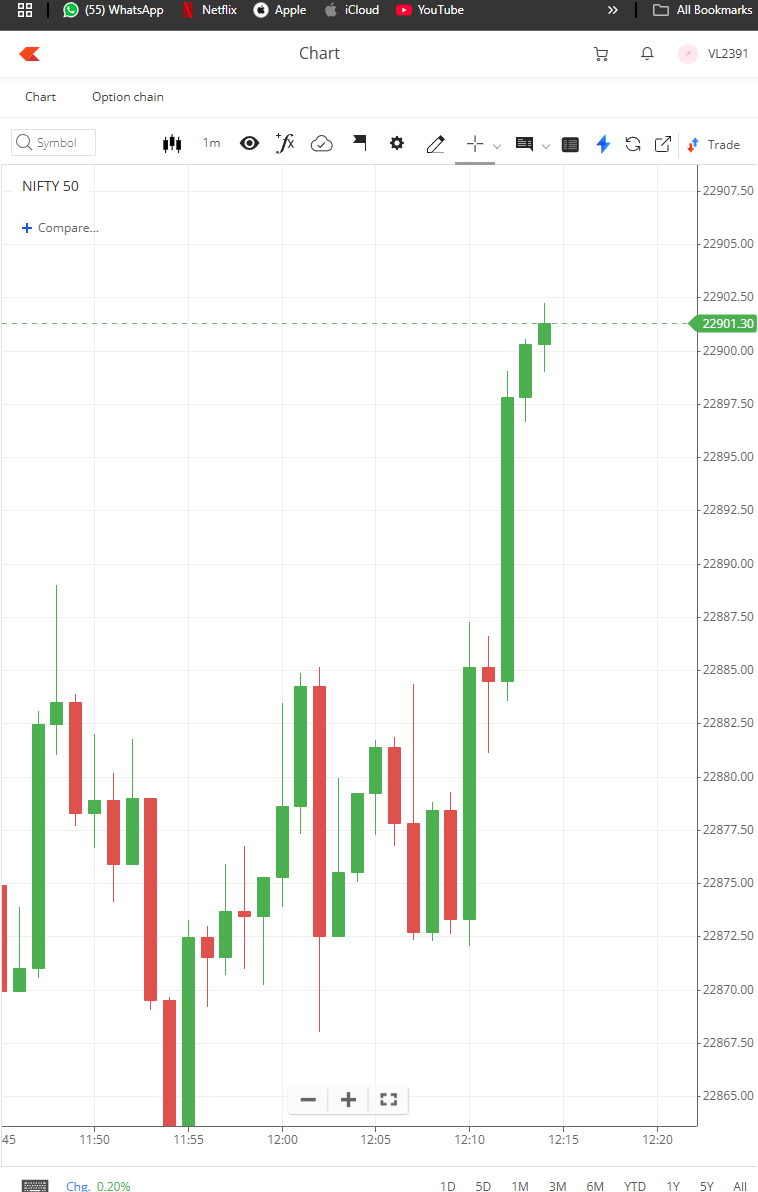 (55) WhatsApp Netflix Apple iCloud YouTube » All Bookmarks
Chart VL2391
Chart Option chain
Symbol 1m fx Trade
NIFTY 50
Compare...
22907.50
22905.00
22902.50
22901.30
22900.00
22897.50
22895.00
22892.50
22890.00
22887.50
22885.00
22882.50
22880.00
22877.50
22875.00
22872.50
22870.00
22867.50
22865.00
45 11:50 11:55 12:00 12:05 12:10 12:15 12:20
Chg. 0.20% 1D 5D 1M 3M 6M YTD 1Y 5Y All